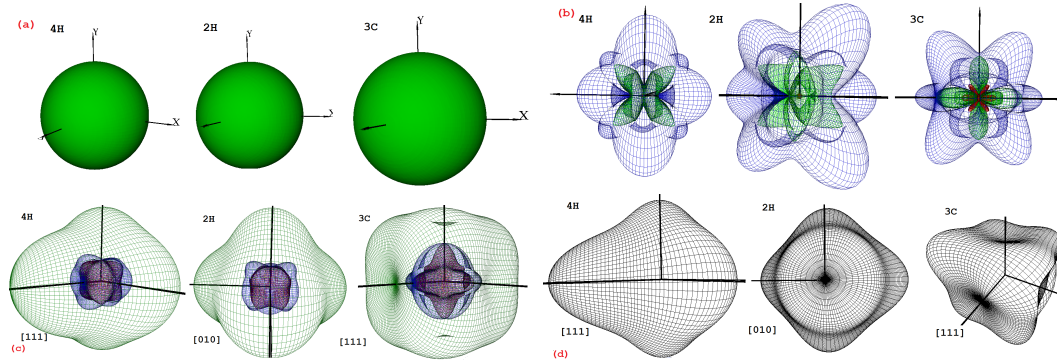 (a)
4H
2H
3C
Y
Y
Y
X
X
X
(b)
4H
2H
3C
4H
2H
3C
[111]
[010]
[111]
(c)
4H
2H
3C
[111]
[010]
[111]
(d)